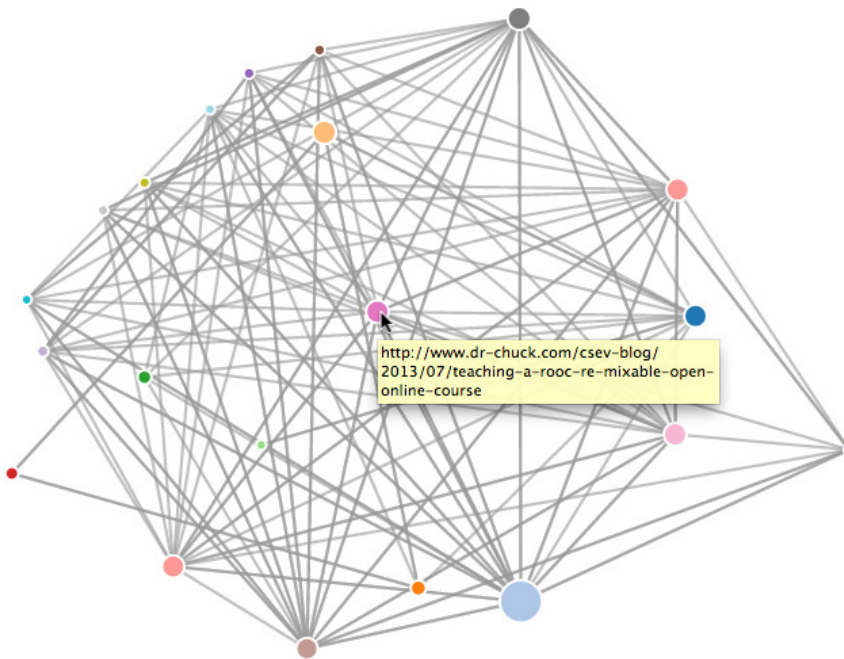 http://www.dr-chuck.com/csev-blog/
2013/07/teaching-a-rooc-re-mixable-open-
online-course